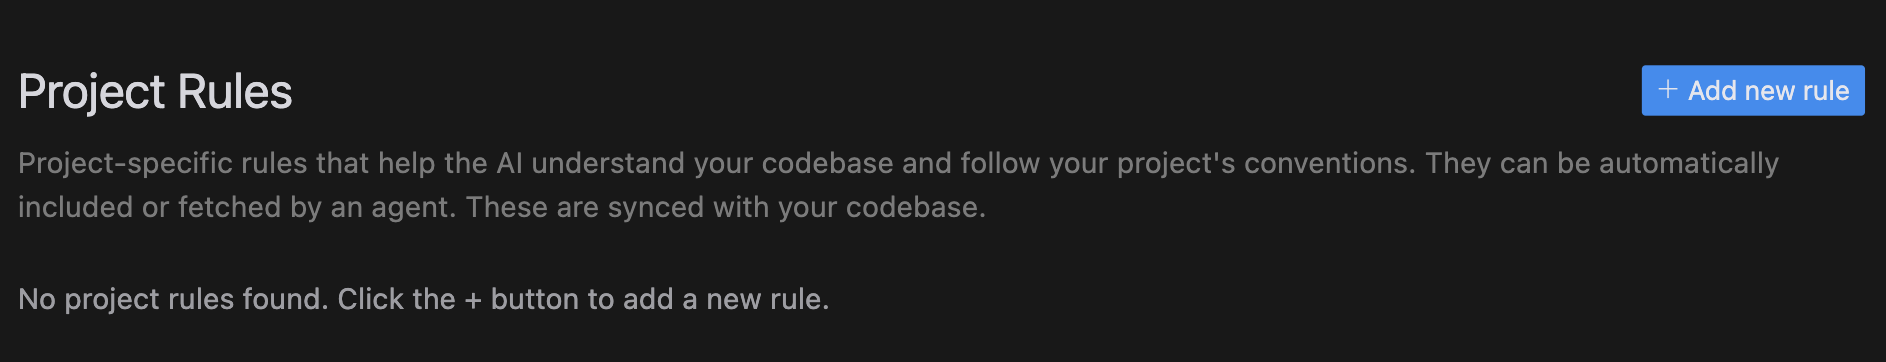 Project Rules
+ Add new rule
Project-specific rules that help the AI understand your codebase and follow your project's conventions. They can be automatically
included or fetched by an agent. These are synced with your codebase.
No project rules found. Click the + button to add a new rule.